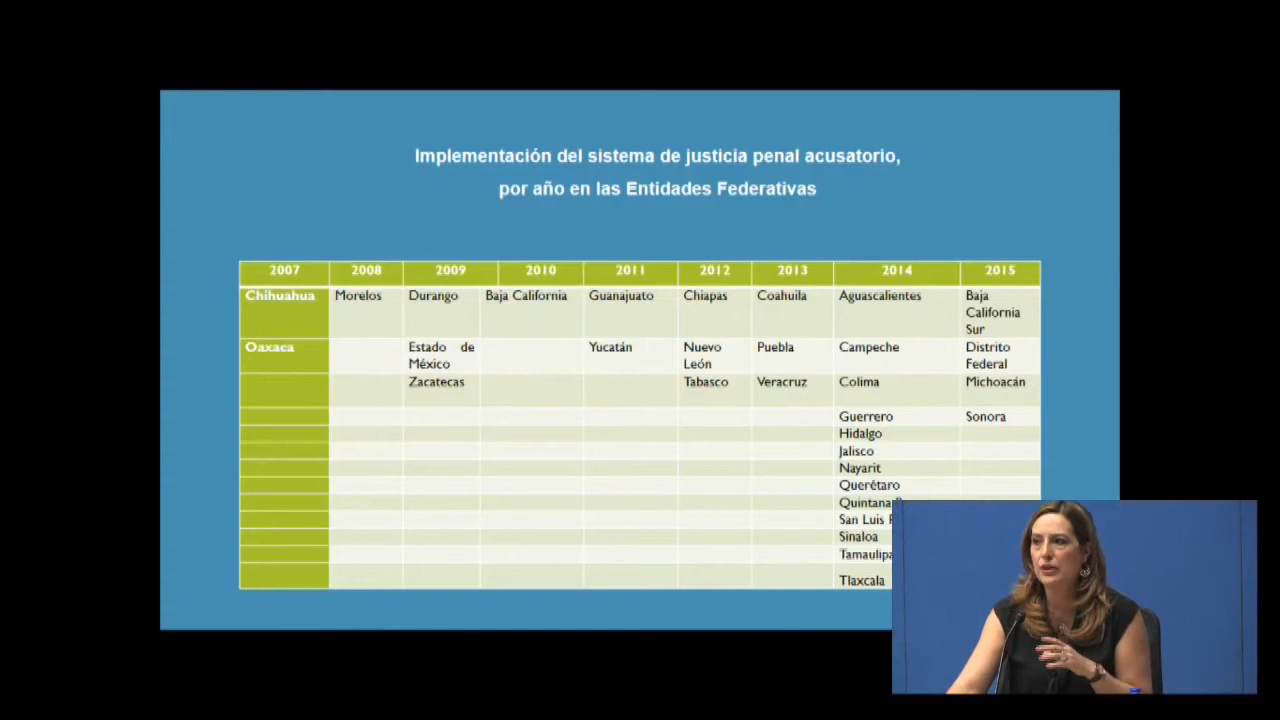 Implementación del sistema de justicia penal acusatorio,
por año en las Entidades Federativas
2007 2008 2009 2010 2011 2012 2013 2014 2015
Chihuahua Morelos Durango Baja California Guanajuato Chiapas Coahuila Aguascalientes Baja
California
Sur
Oaxaca Estado de Yucatán Nuevo Puebla Campeche Distrito
México León Federal
Zacatecas Tabasco Veracruz Colima Michoacán
Guerrero Sonora
Hidalgo
Jalisco
Nayarit
Querétaro
Quintana
San Luis
Sinaloa
Tlaxcala